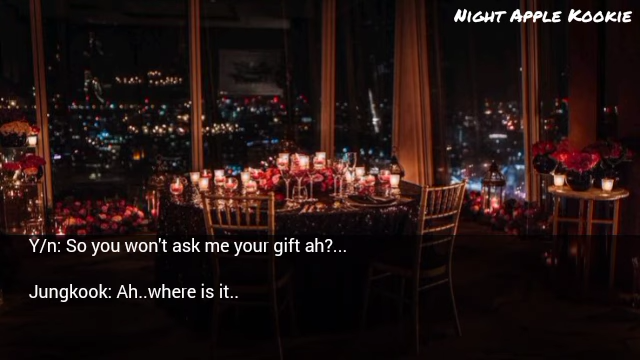 Night Apple Kookie
Y/n: So you won't ask me your gift ah?...
Jungkook: Ah..where is it..